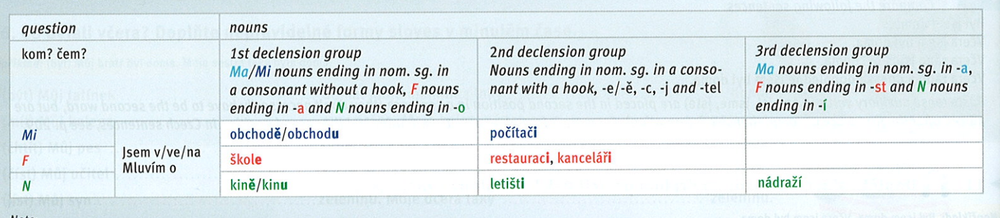 question nouns
kom? čem? 1st declension group 2nd declension group 3rd declension group
Ma/Mi nouns ending in nom. sg. in Nouns ending in nom. sg. in a conso- Ma nouns ending in nom. sg. in -a,
a consonant without a hook, F nouns nant with a hook, -e/-ě, -c, -j and -tel F nouns ending in -st and N nouns
ending in -a and N nouns ending in -o ending in -í
Mi obchodě/obchodu počítači
Jsem v/ve/na
F škole restauraci, kanceláři
Mluvím o
N kině/kinu letišti nádraží